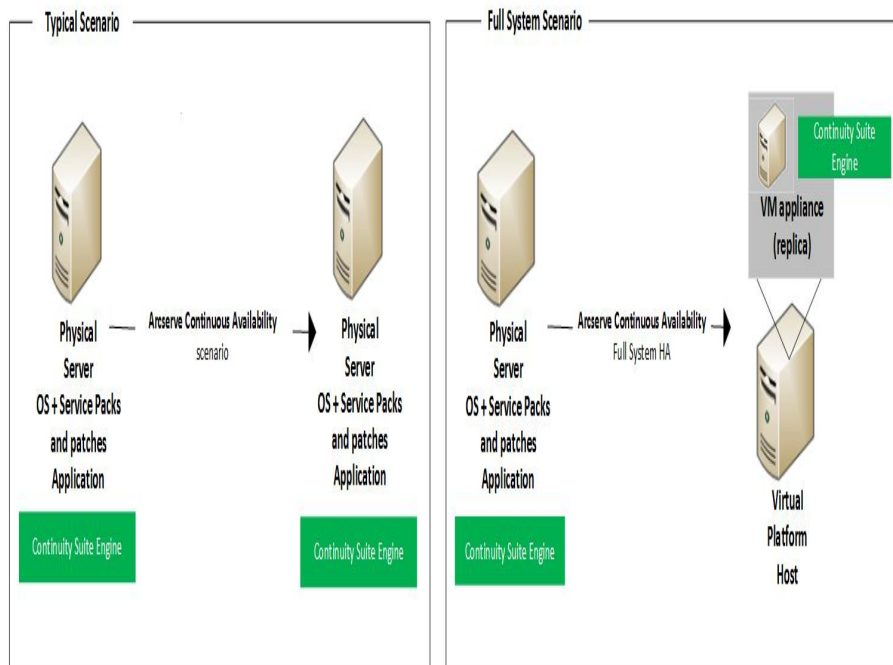 Typical Scenario
Physical
Server
OS + Service Packs
and patches
Application
Continuity Suite Engine
Arcserve Continuous Availability
scenario
Physical
Server
OS + Service Packs
and patches
Application
Continuity Suite Engine
Full System Scenario
Physical
Server
OS + Service Packs
and patches
Application
Continuity Suite Engine
Arcserve Continuous Availability
Full System HA
Continuity Suite
Engine
VM appliance
(replica)
Virtual
Platform
Host